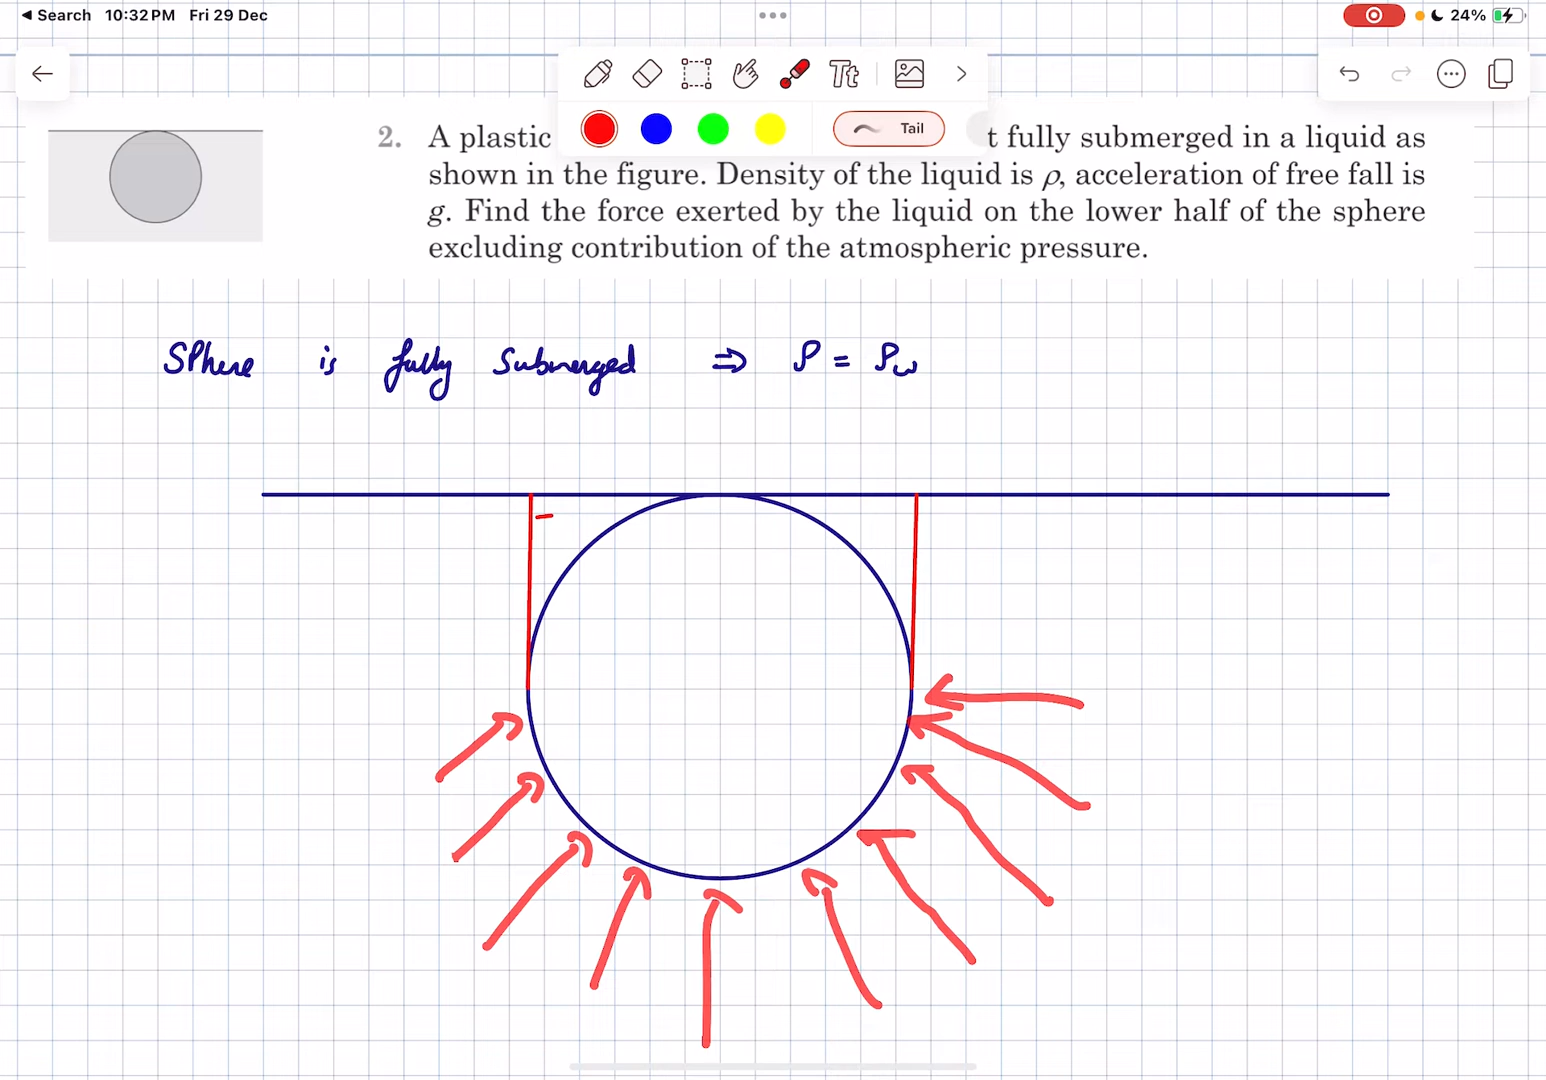 Search 10:32 PM Fri 29 Dec
24%
Tt
Tail
2. A plastic t fully submerged in a liquid as
shown in the figure. Density of the liquid is ρ, acceleration of free fall is
g. Find the force exerted by the liquid on the lower half of the sphere
excluding contribution of the atmospheric pressure.
Sphere is fully Submerged ⇒ ρ = ρw